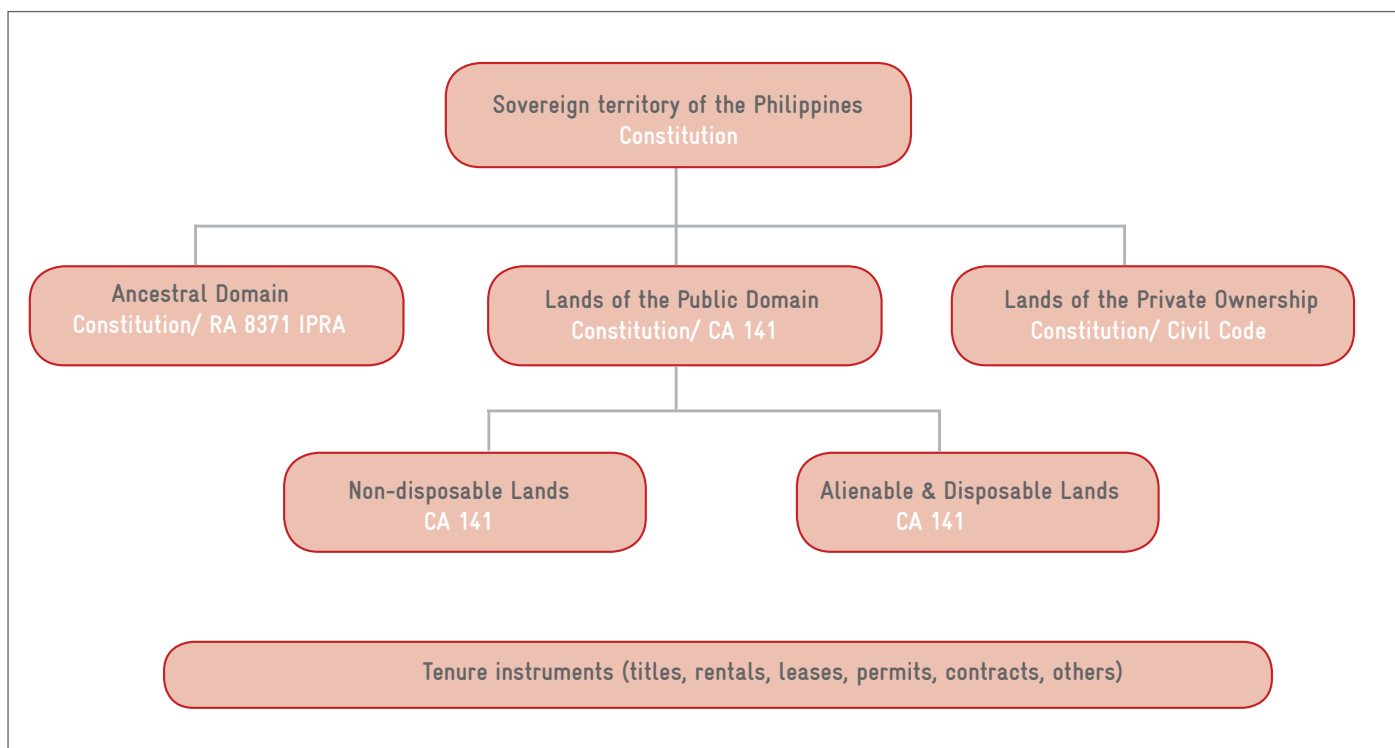 Sovereign territory of the Philippines
Constitution
Ancestral Domain
Constitution/ RA 8371 IPRA
Lands of the Public Domain
Constitution/ CA 141
Lands of the Private Ownership
Constitution/ Civil Code
Non-disposable Lands
CA 141
Alienable & Disposable Lands
CA 141
Tenure instruments (titles, rentals, leases, permits, contracts, others)